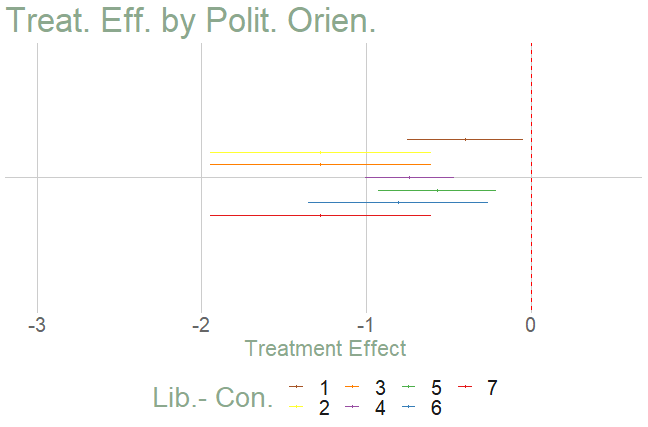 Treat. Eff. by Polit. Orien.
-3 -2 -1 0
Treatment Effect
Lib.- Con. 1 3 5 7
2 4 6